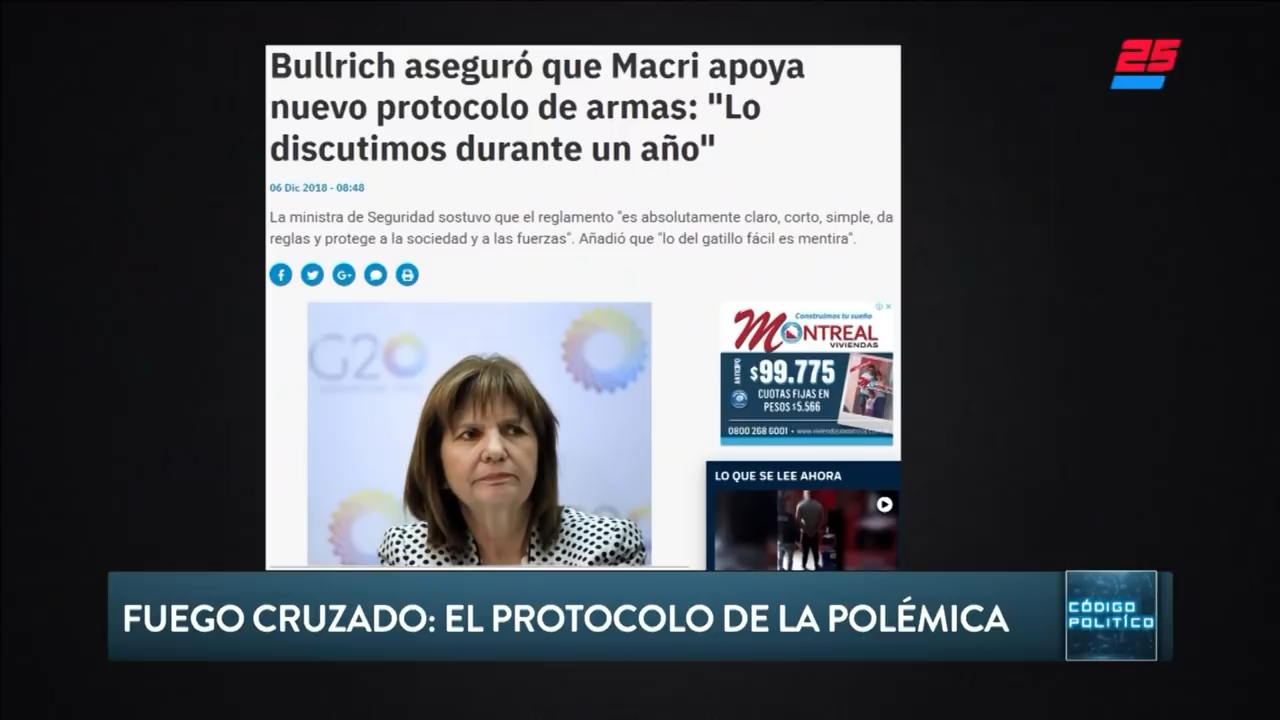 Bullrich aseguró que Macri apoya
nuevo protocolo de armas: "Lo
discutimos durante un año"
06 Dic 2018 - 08:48
La ministra de Seguridad sostuvo que el reglamento "es absolutamente claro, corto, simple, da
reglas y protege a la sociedad y a las fuerzas". Añadió que "lo del gatillo fácil es mentira".
G20
25
Construimos tu sueño
MONTREAL
VIVIENDAS
ANTICIPO
$99.775
CUOTAS FIJAS EN
PESOS $5.566
0800 268 6001
LO QUE SE LEE AHORA
FUEGO CRUZADO: EL PROTOCOLO DE LA POLÉMICA
CÓDIGO
POLITÍCO